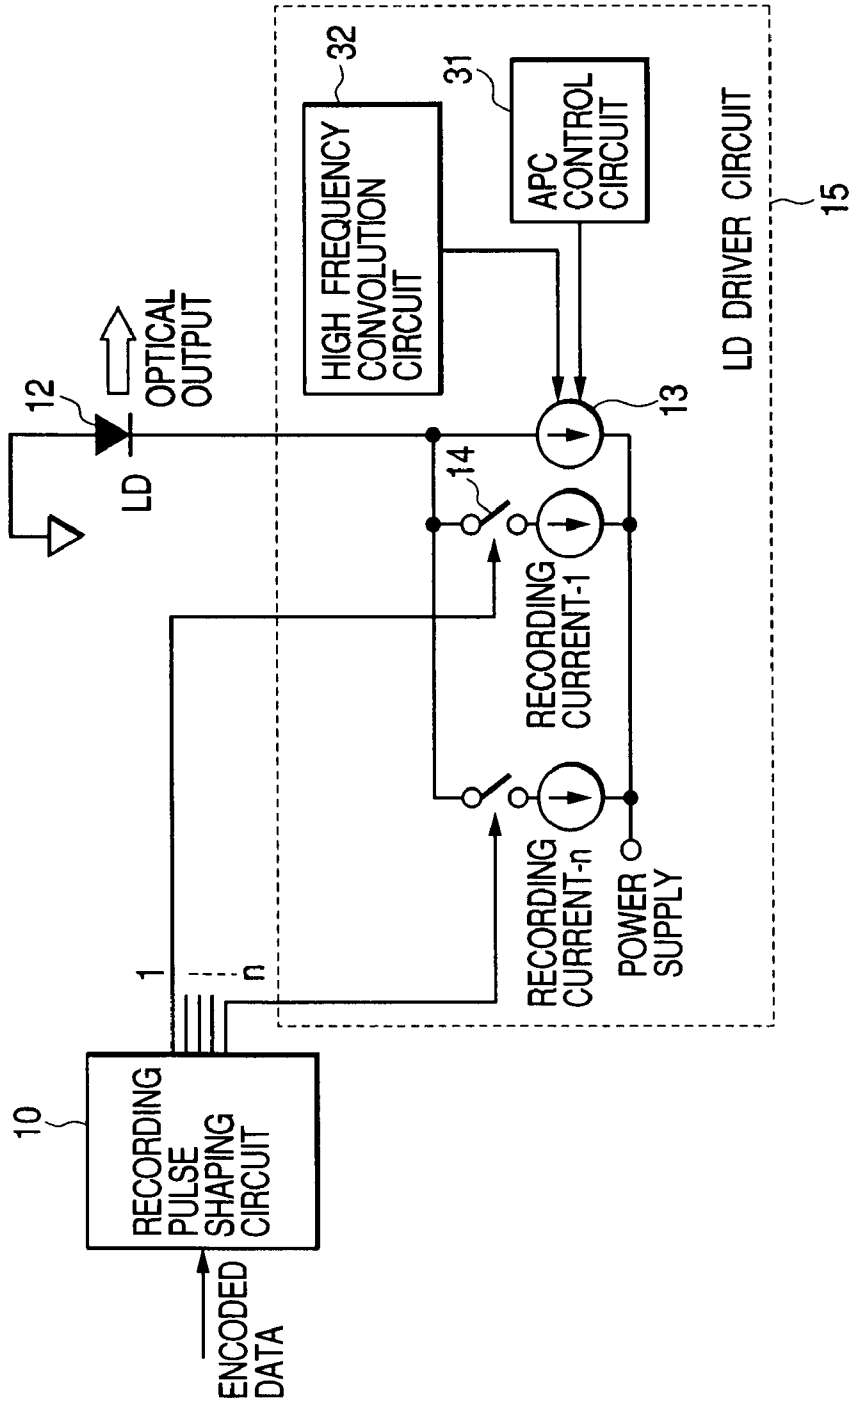 ENCODED
DATA
10
RECORDING
PULSE
SHAPING
CIRCUIT
1
n
12
LD
OPTICAL
OUTPUT
14
RECORDING
CURRENT-n
RECORDING
CURRENT-1
POWER
SUPPLY
13
32
HIGH FREQUENCY
CONVOLUTION
CIRCUIT
31
APC
CONTROL
CIRCUIT
LD DRIVER CIRCUIT
15